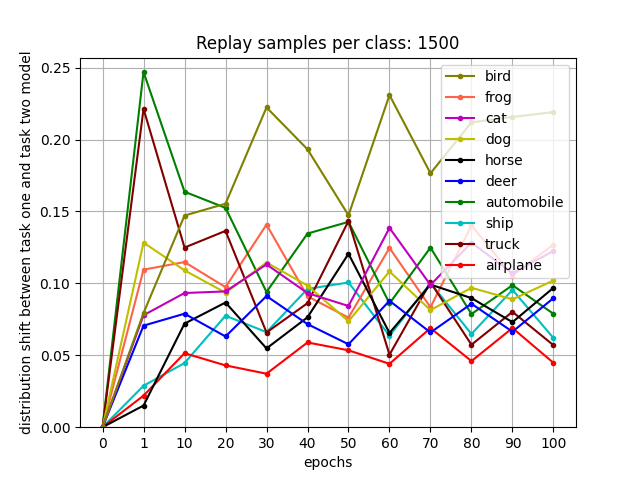 Replay samples per class: 1500
distribution shift between task one and task two model
0.25
0.20
0.15
0.10
0.05
0.00
bird
frog
cat
dog
horse
deer
automobile
ship
truck
airplane
0 1 10 20 30 40 50 60 70 80 90 100
epochs